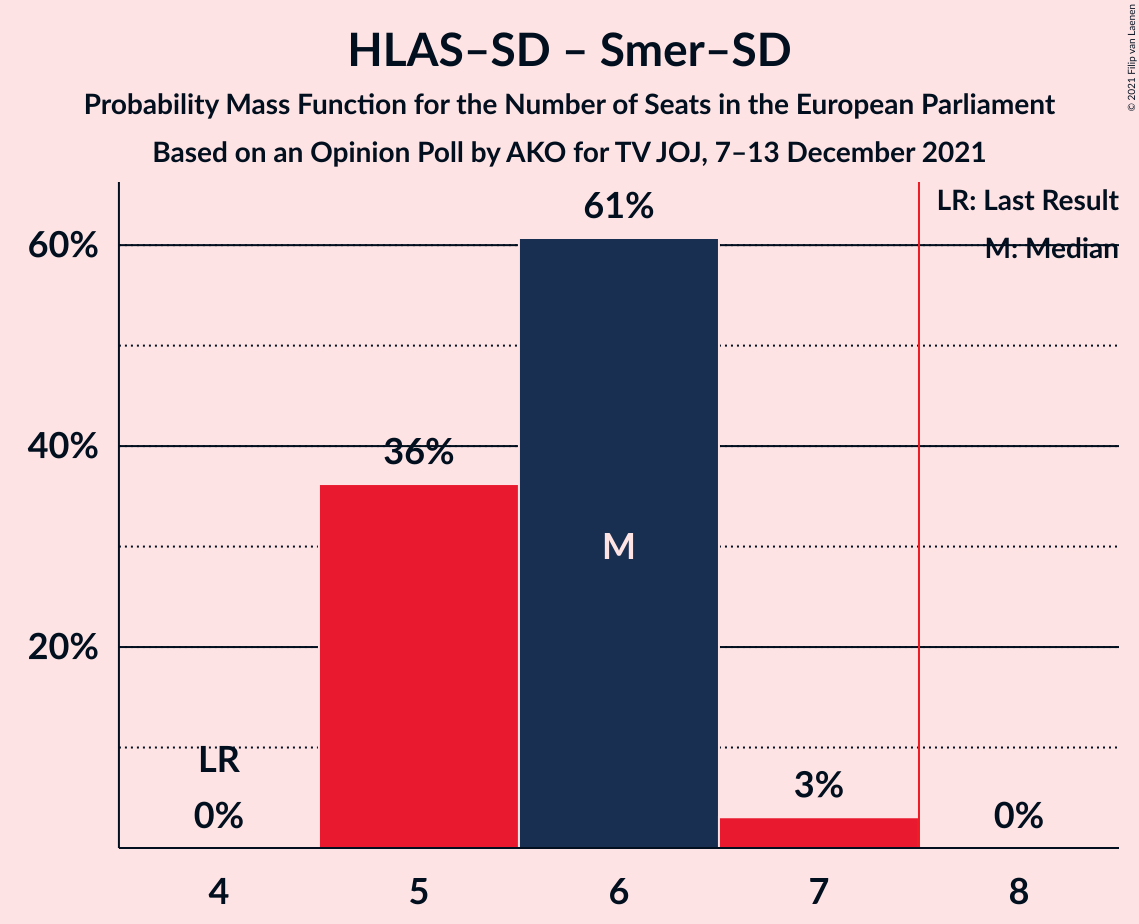 HLAS–SD – Smer–SD
Probability Mass Function for the Number of Seats in the European Parliament
Based on an Opinion Poll by AKO for TV JOJ, 7–13 December 2021
© 2021 Filip van Laenen
LR: Last Result
M: Median
61%
60%
36%
40%
M
20%
LR
0%
3%
0%
4 5 6 7 8